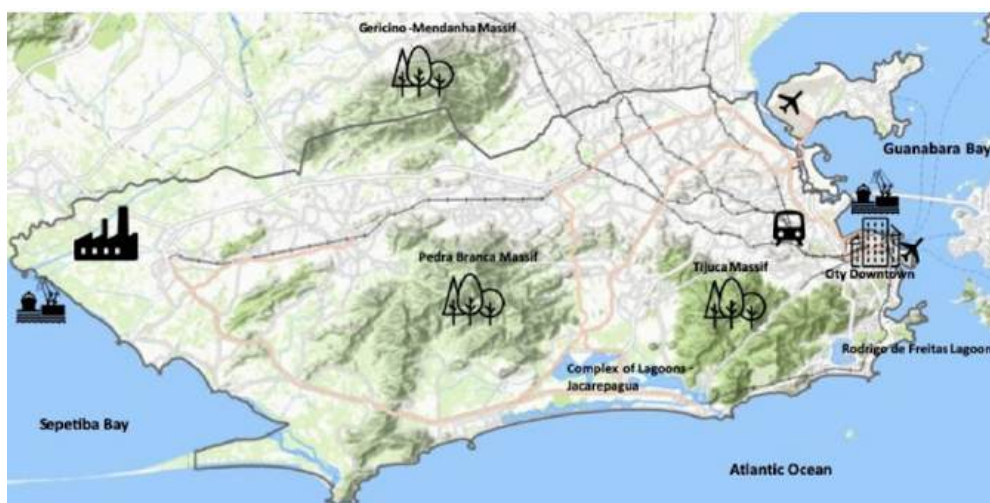 Gericino -Mendanha Massif
Guanabara Bay
Pedra Branca Massif
Tijuca Massif
City Downtown
Rodrigo de Freitas Lagoon
Complex of Lagoons -
Jacarepagua
Sepetiba Bay
Atlantic Ocean